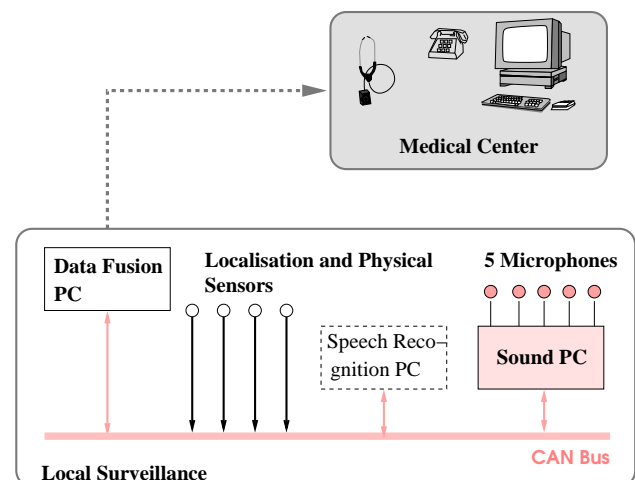 Medical Center
Data Fusion
PC
Localisation and Physical
Sensors
5 Microphones
Speech Reco–
gnition PC
Sound PC
CAN Bus
Local Surveillance